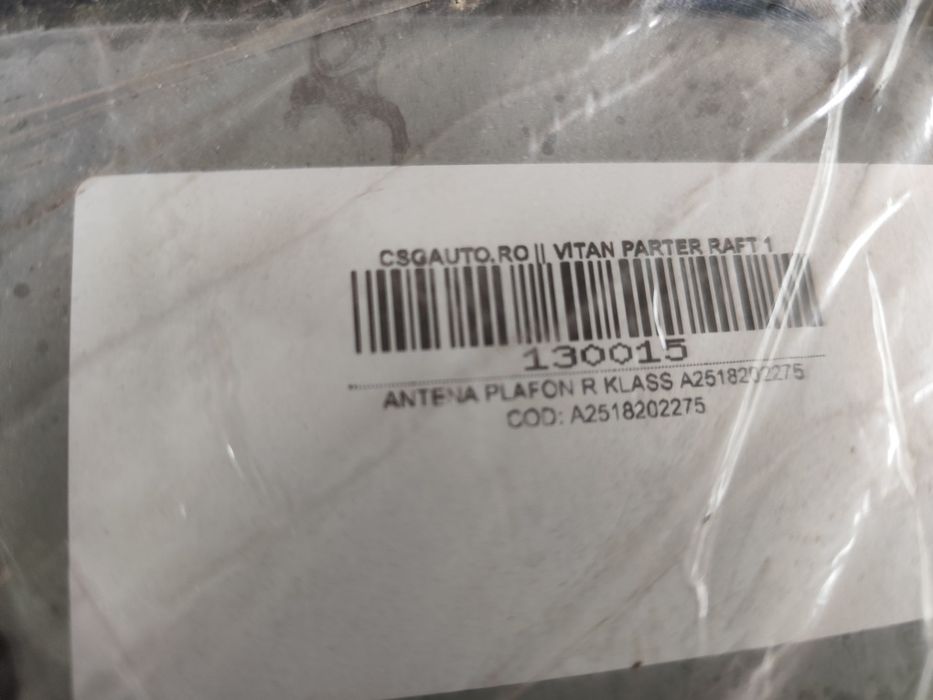 CSGAUTO.RO || VITAN PARTER RAFT 1
130015
ANTENA PLAFON R KLASS A2518202275
COD: A2518202275